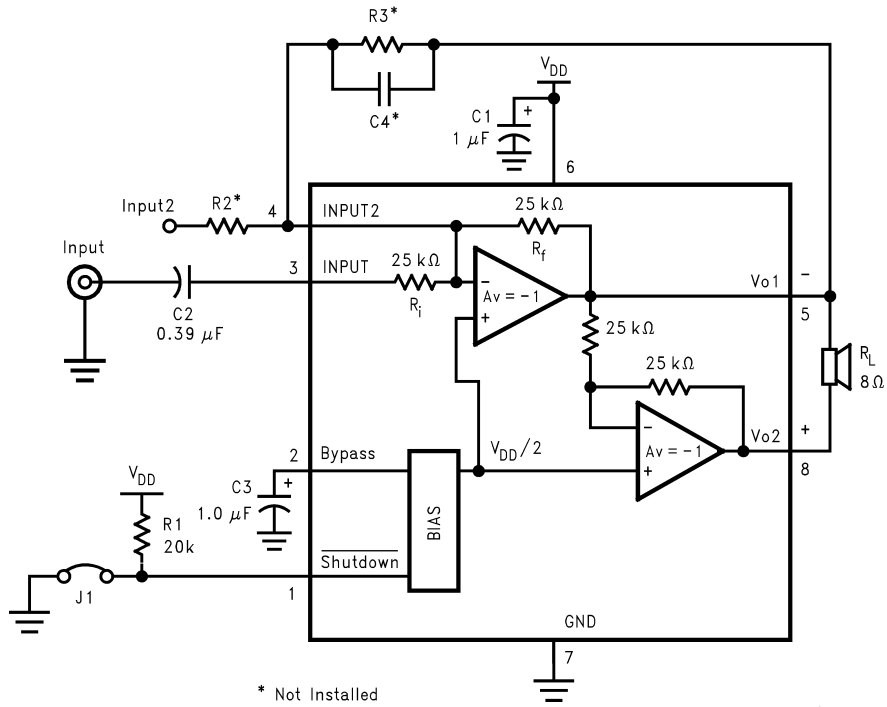 R3*
C4*
VDD
C1
1 µF
+
6
Input2
R2*
4
INPUT2
25 kΩ
Rf
Input
3
INPUT
25 kΩ
Ri
−
Av = −1
+
C2
0.39 µF
Vo1
−
5
25 kΩ
25 kΩ
RL
8Ω
−
Av = −1
+
Vo2
+
8
2
Bypass
VDD/2
C3
1.0 µF
+
BIAS
VDD
R1
20k
Shutdown
1
J1
GND
7
* Not Installed